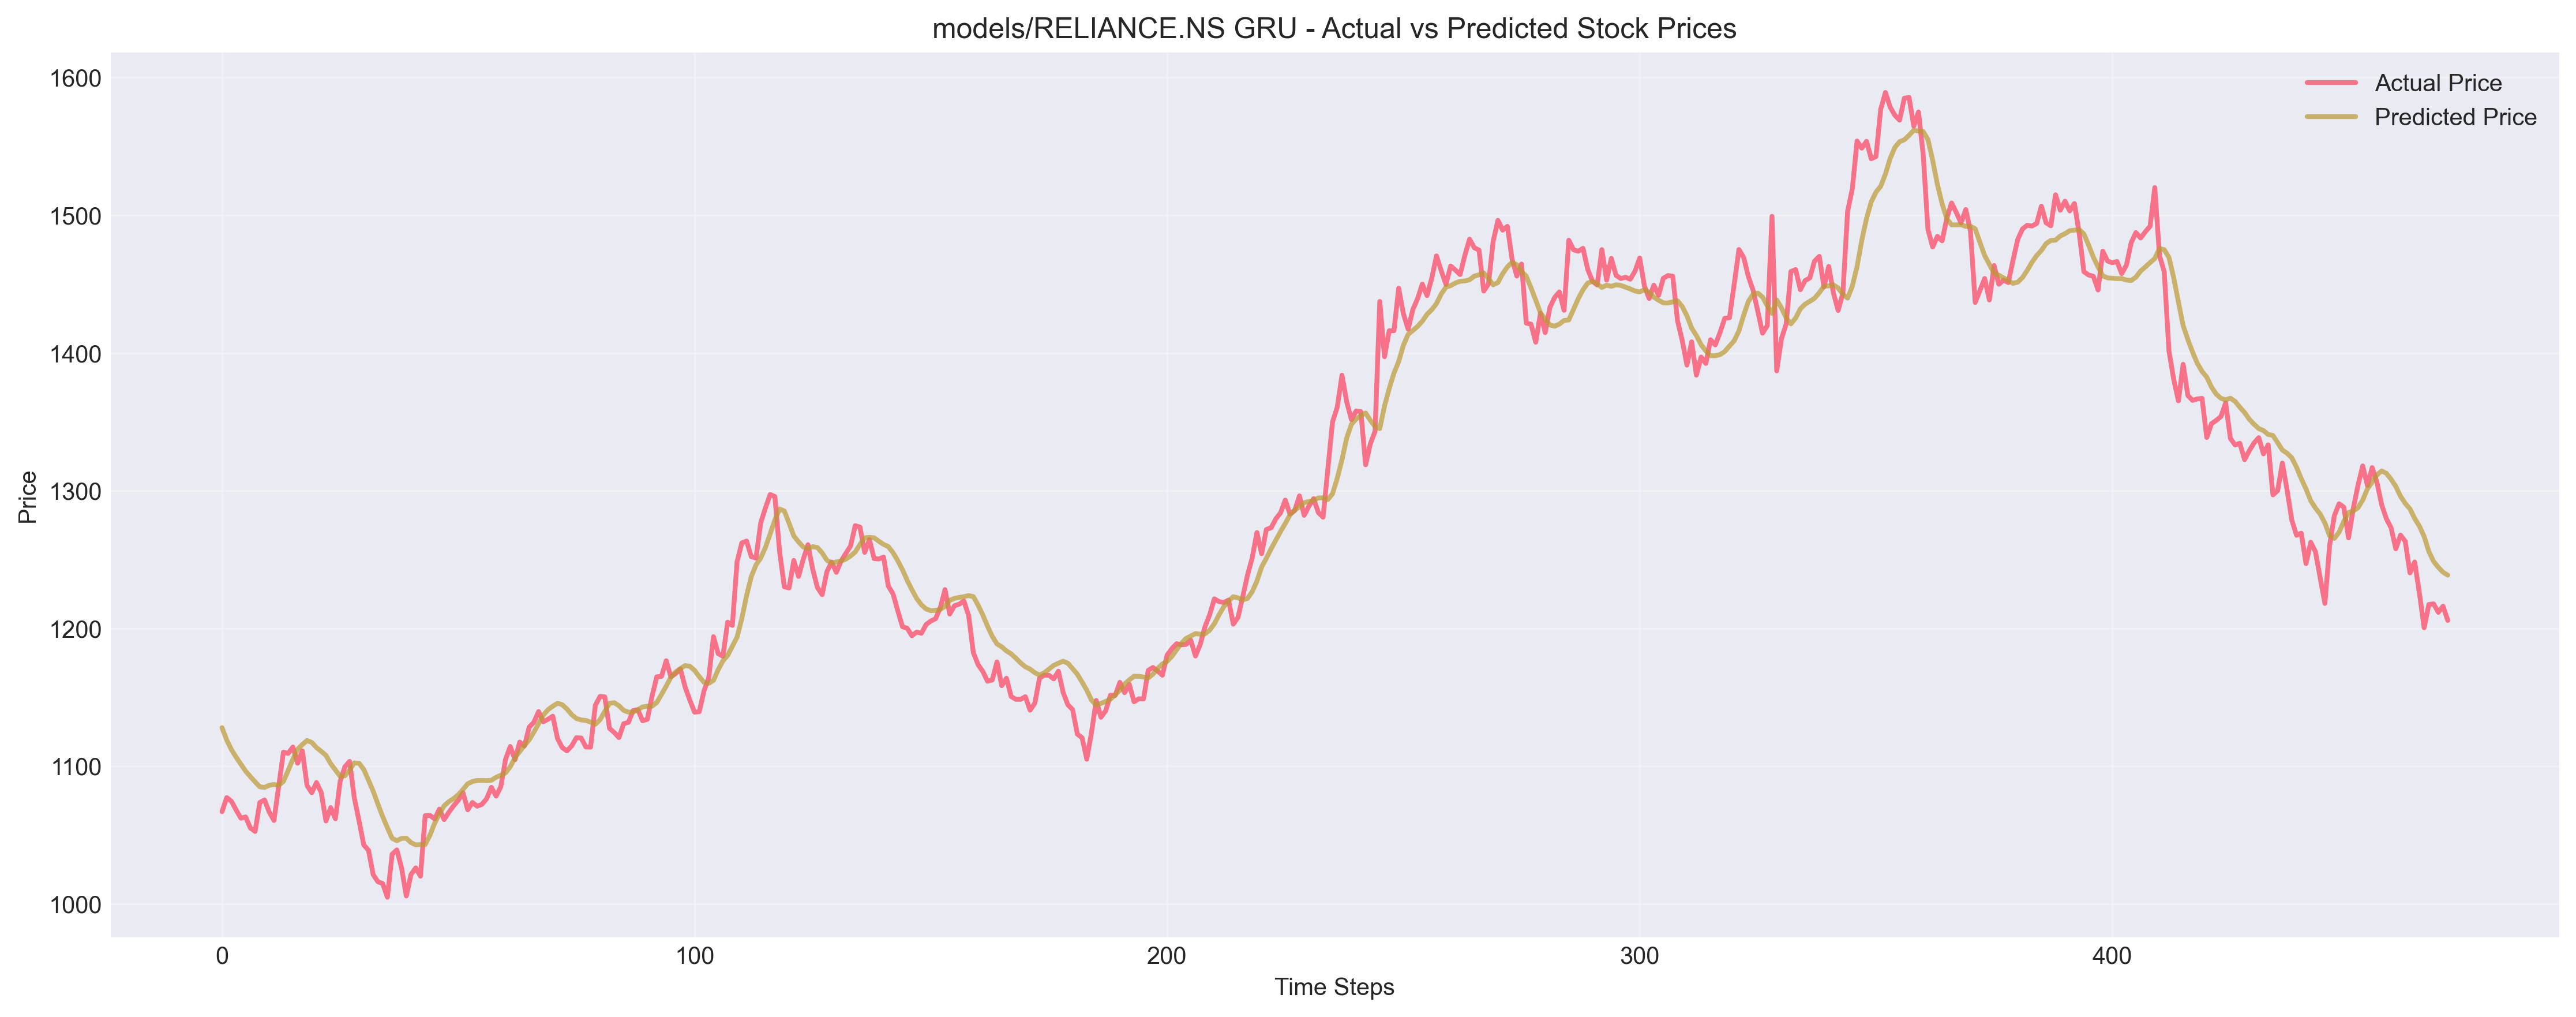 models/RELIANCE.NS GRU - Actual vs Predicted Stock Prices
1600
1500
1400
1300
1200
1100
1000
Price
Actual Price
Predicted Price
0 100 200 300 400
Time Steps